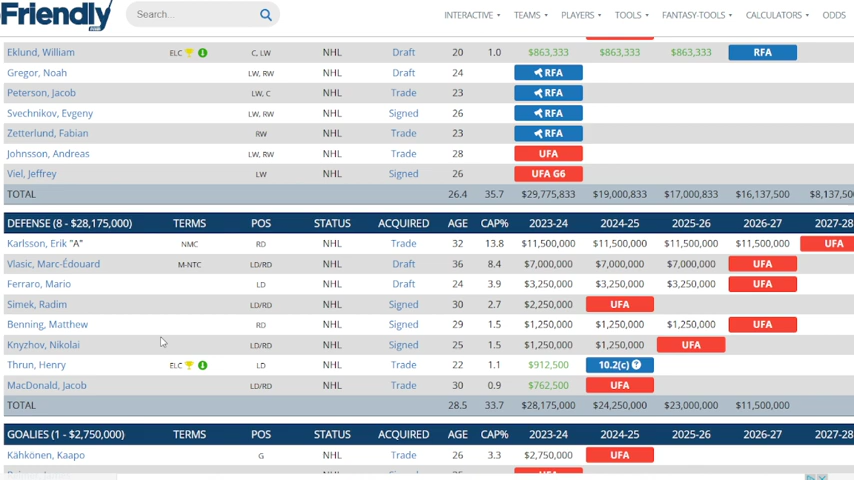 Friendly Search... INTERACTIVE TEAMS PLAYERS TOOLS FANTASY-TOOLS CALCULATORS ODDS
Eklund, William ELC C, LW NHL Draft 20 1.0 $863,333 $863,333 $863,333 RFA
Gregor, Noah LW, RW NHL Draft 24 RFA
Peterson, Jacob LW, C NHL Trade 23 RFA
Svechnikov, Evgeny LW, RW NHL Signed 26 RFA
Zetterlund, Fabian RW NHL Trade 23 RFA
Johnsson, Andreas LW, RW NHL Trade 28 UFA
Viel, Jeffrey LW NHL Signed 26 UFA G6
TOTAL 26.4 35.7 $29,775,833 $19,000,833 $17,000,833 $16,137,500 $8,137,50
DEFENSE (8 - $28,175,000) TERMS POS STATUS ACQUIRED AGE CAP% 2023-24 2024-25 2025-26 2026-27 2027-28
Karlsson, Erik "A" NMC RD NHL Trade 32 13.8 $11,500,000 $11,500,000 $11,500,000 $11,500,000 UFA
Vlasic, Marc-Édouard M-NTC LD/RD NHL Draft 36 8.4 $7,000,000 $7,000,000 $7,000,000 UFA
Ferraro, Mario LD NHL Draft 24 3.9 $3,250,000 $3,250,000 $3,250,000 UFA
Simek, Radim LD/RD NHL Signed 30 2.7 $2,250,000 UFA
Benning, Matthew RD NHL Signed 29 1.5 $1,250,000 $1,250,000 $1,250,000 UFA
Knyzhov, Nikolai LD/RD NHL Signed 25 1.5 $1,250,000 $1,250,000 UFA
Thrun, Henry ELC LD NHL Trade 22 1.1 $912,500 10.2(c)
MacDonald, Jacob LD/RD NHL Trade 30 0.9 $762,500 UFA
TOTAL 28.5 33.7 $28,175,000 $24,250,000 $23,000,000 $11,500,000
GOALIES (1 - $2,750,000) TERMS POS STATUS ACQUIRED AGE CAP% 2023-24 2024-25 2025-26 2026-27 2027-28
Kähkönen, Kaapo G NHL Trade 26 3.3 $2,750,000 UFA